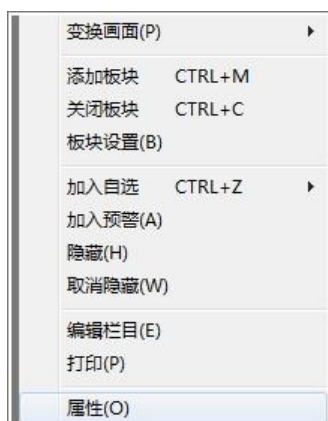 变换画面(P)
添加板块 CTRL+M
关闭板块 CTRL+C
板块设置(B)
加入自选 CTRL+Z
加入预警(A)
隐藏(H)
取消隐藏(W)
编辑栏目(E)
打印(P)
属性(O)